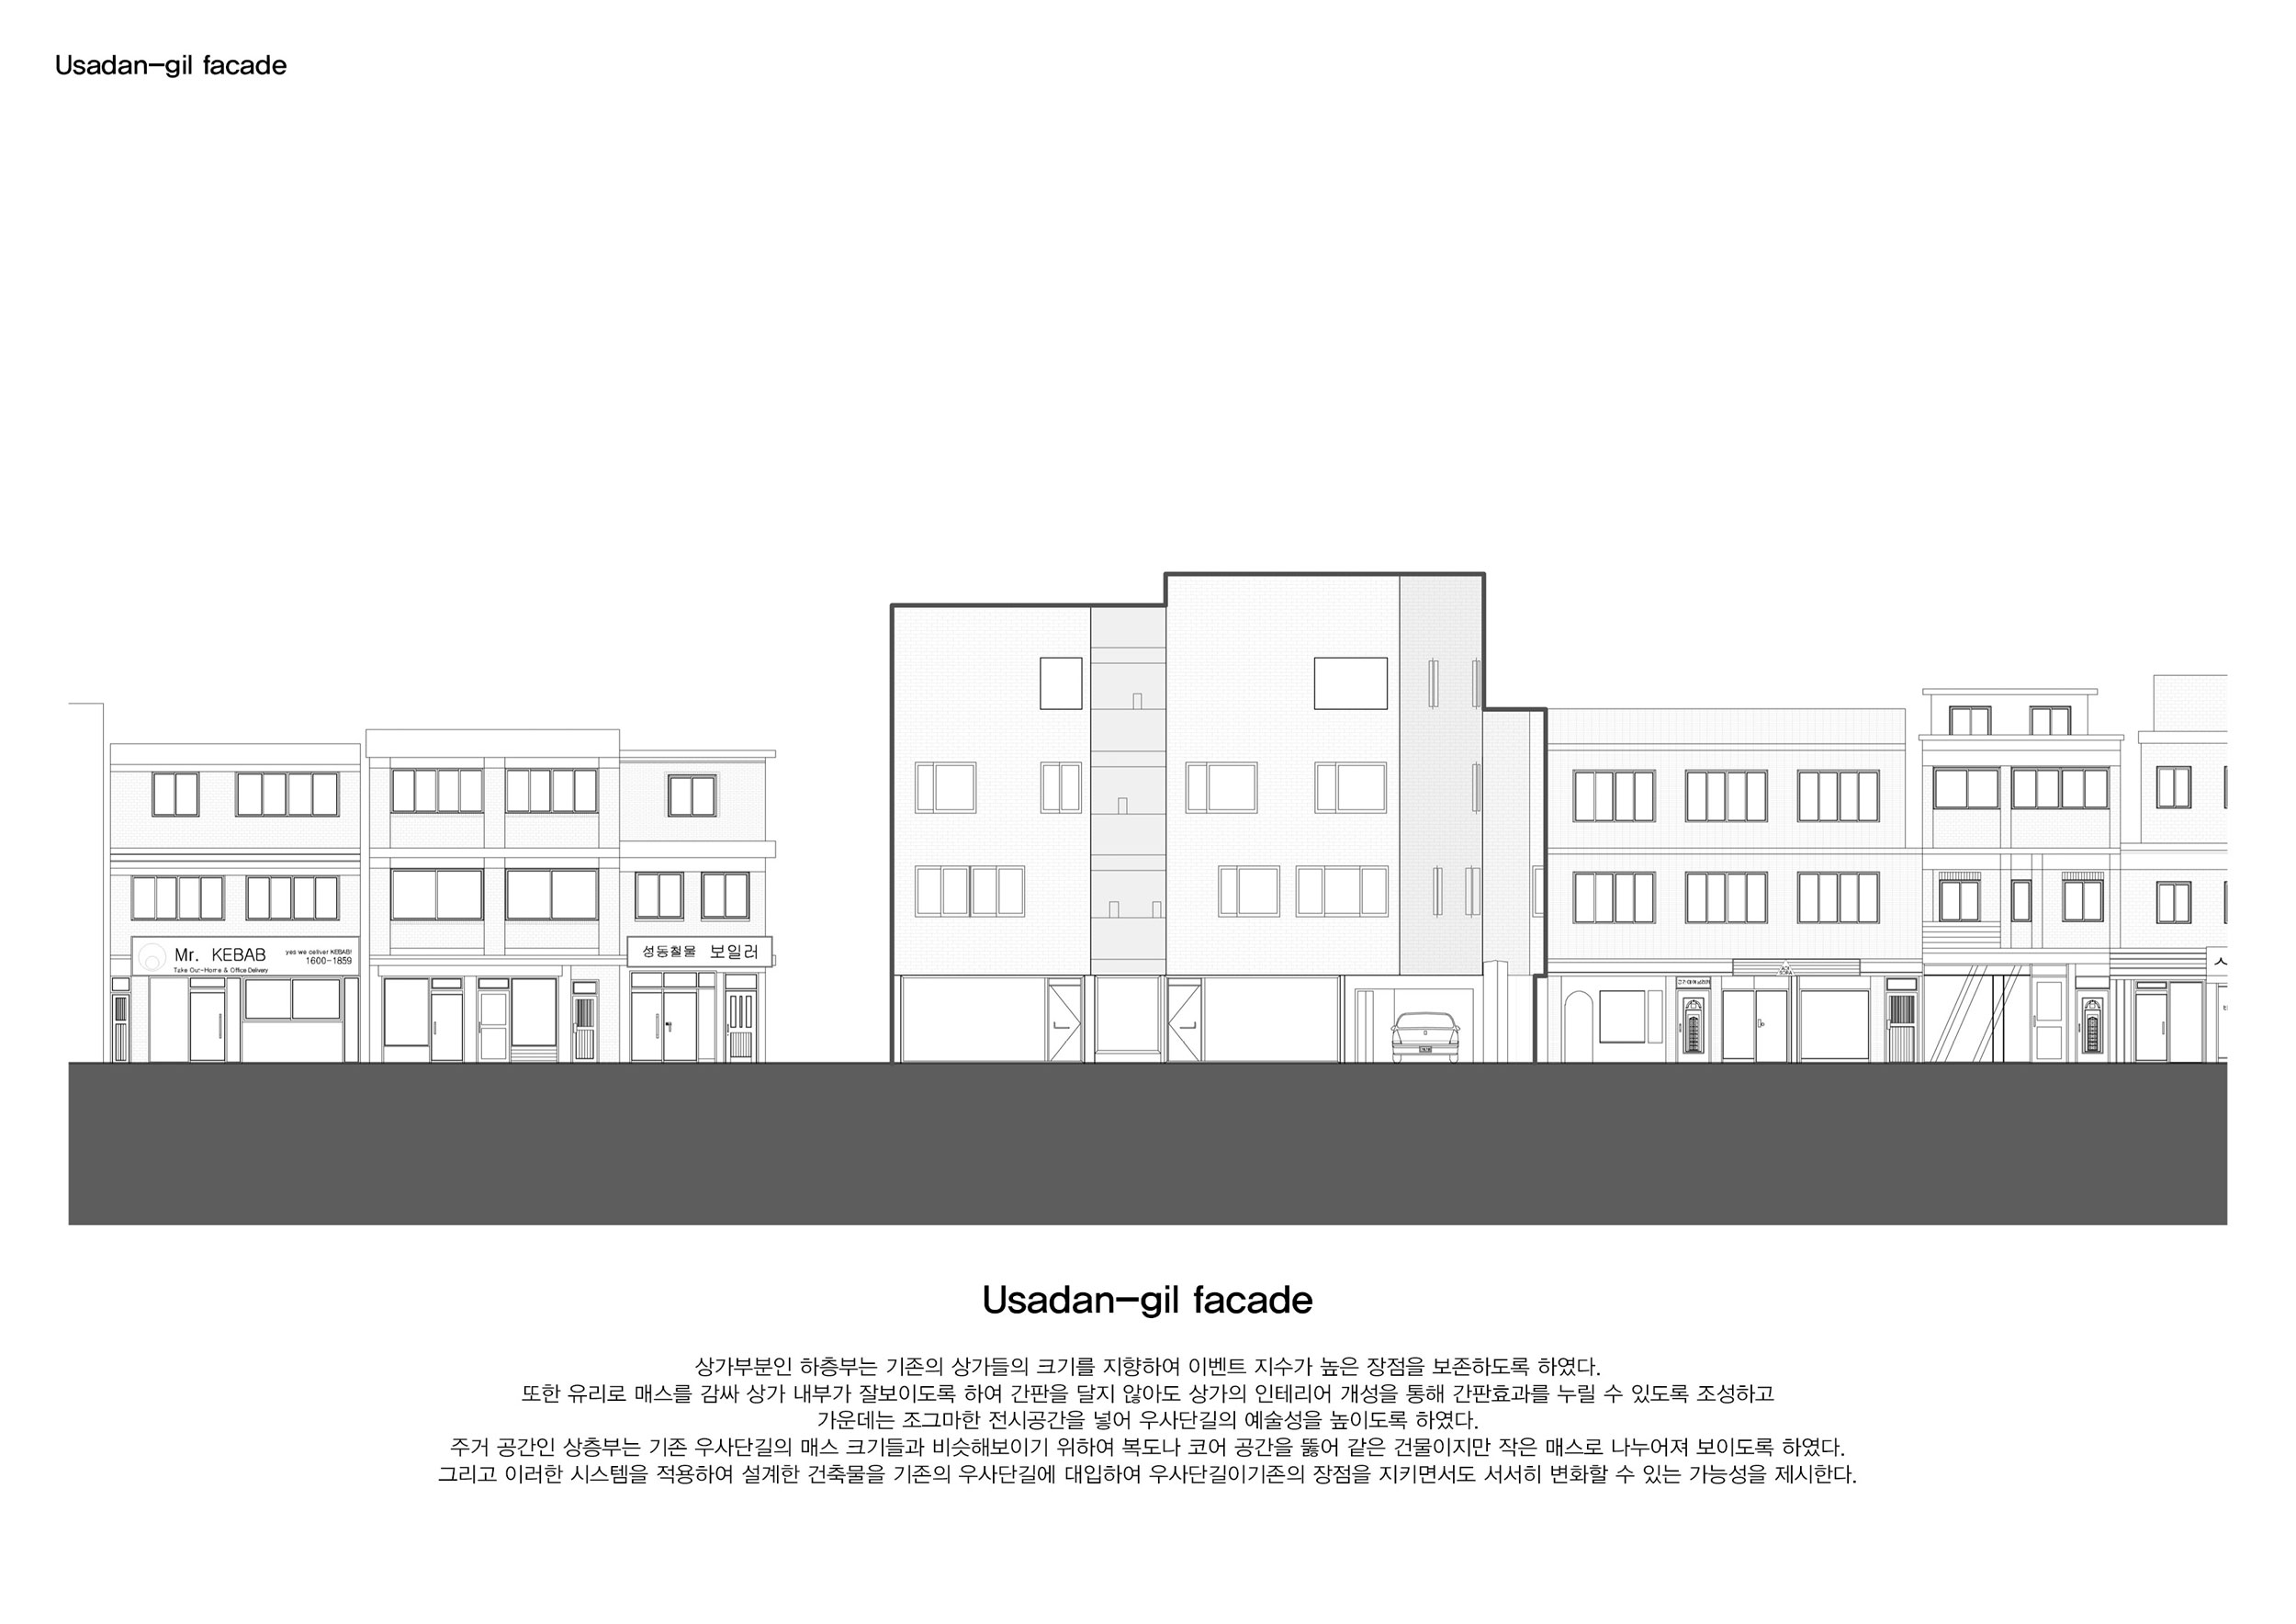 Usadan-gil facade
Mr. KEBAB
yes we deliver KEBAB!
1600-1859
Take Out-Home & Office Delivery
성동철물 보일러
Usadan-gil facade
상가부분인 하층부는 기존의 상가들의 크기를 지향하여 이벤트 지수가 높은 장점을 보존하도록 하였다.
또한 유리로 매스를 감싸 상가 내부가 잘보이도록 하여 간판을 달지 않아도 상가의 인테리어 개성을 통해 간판효과를 누릴 수 있도록 조성하고
가운데는 조그마한 전시공간을 넣어 우사단길의 예술성을 높이도록 하였다.
주거 공간인 상층부는 기존 우사단길의 매스 크기들과 비슷해보이기 위하여 복도나 코어 공간을 뚫어 같은 건물이지만 작은 매스로 나누어져 보이도록 하였다.
그리고 이러한 시스템을 적용하여 설계한 건축물을 기존의 우사단길에 대입하여 우사단길이기존의 장점을 지키면서도 서서히 변화할 수 있는 가능성을 제시한다.